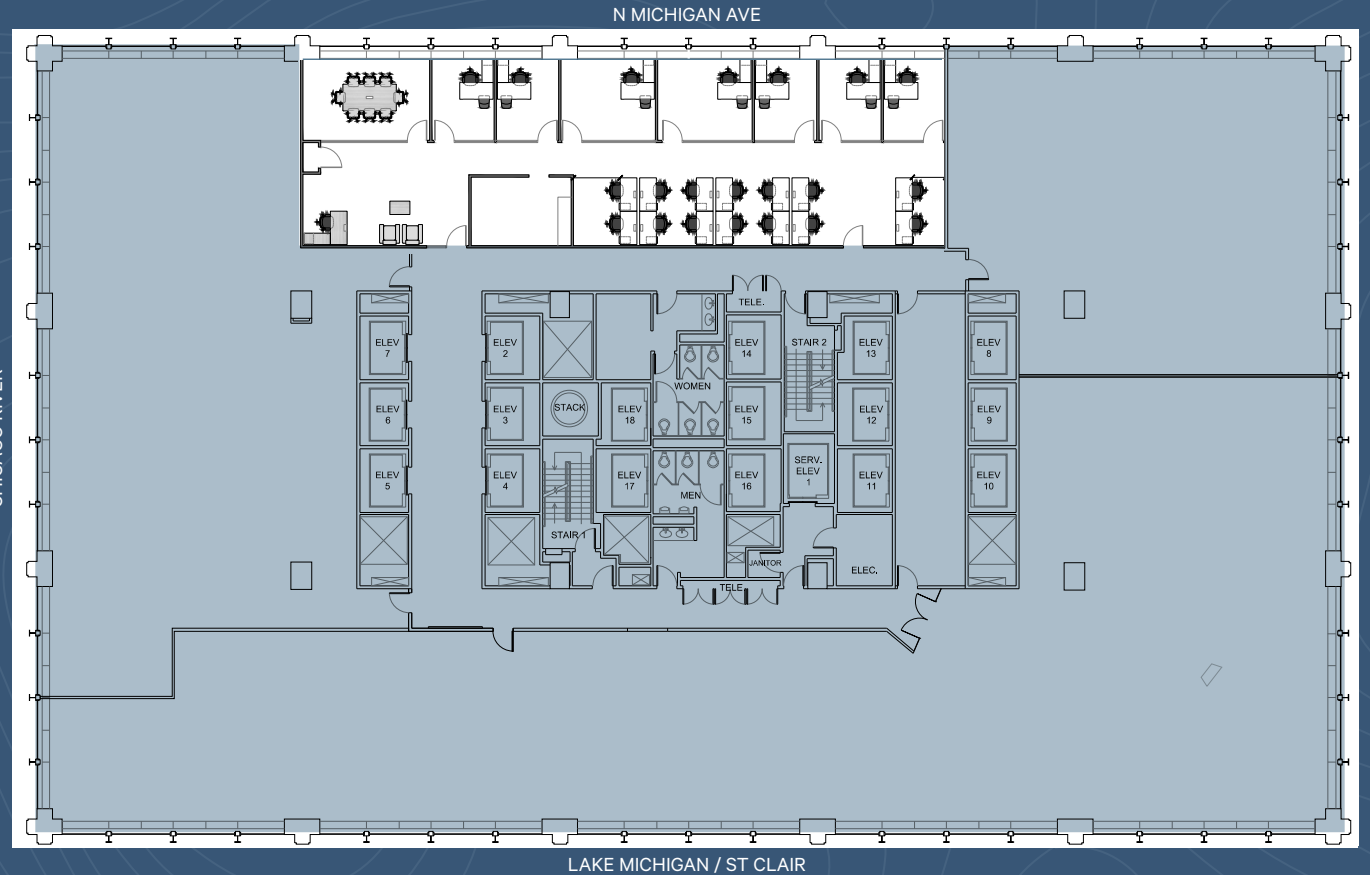 N MICHIGAN AVE
TELE.
ELEV
7
ELEV
2
ELEV
14
STAIR 2
ELEV
13
ELEV
8
WOMEN
ELEV
6
ELEV
3
STACK
ELEV
18
ELEV
15
ELEV
12
ELEV
9
ELEV
5
ELEV
4
ELEV
17
MEN
ELEV
16
SERV.
ELEV
1
ELEV
11
ELEV
10
STAIR 1
JANITOR
ELEC.
TELE.
LAKE MICHIGAN / ST CLAIR